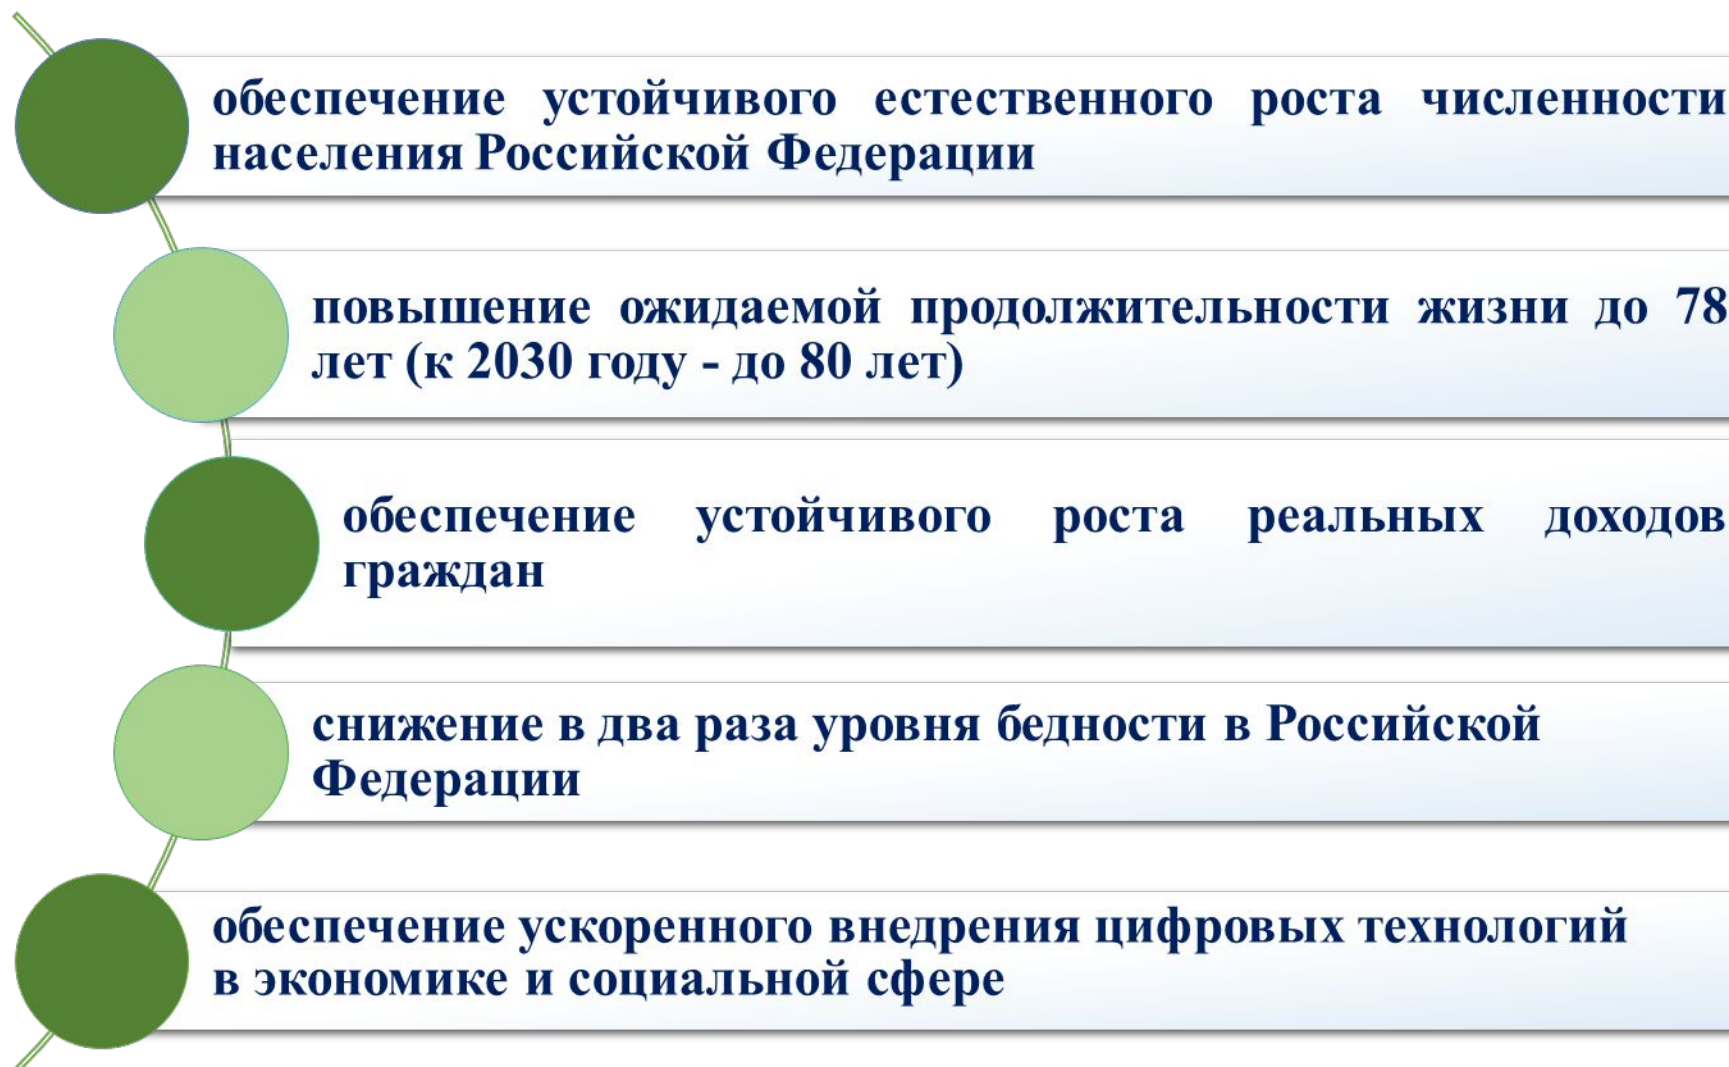 обеспечение устойчивого естественного роста численности
населения Российской Федерации
повышение ожидаемой продолжительности жизни до 78
лет (к 2030 году - до 80 лет)
обеспечение устойчивого роста реальных доходов
граждан
снижение в два раза уровня бедности в Российской
Федерации
обеспечение ускоренного внедрения цифровых технологий
в экономике и социальной сфере